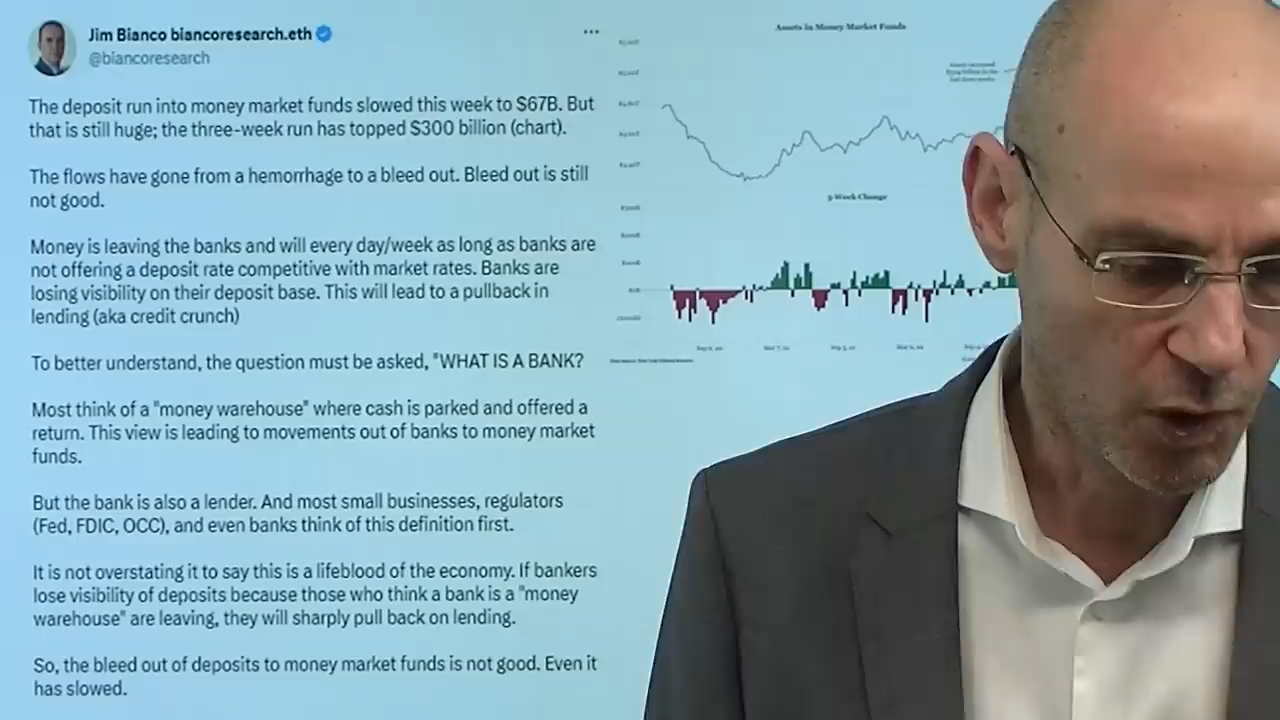 Jim Bianco biancoresearch.eth
@biancoresearch
The deposit run into money market funds slowed this week to $67B. But
that is still huge; the three-week run has topped $300 billion (chart).
The flows have gone from a hemorrhage to a bleed out. Bleed out is still
not good.
Money is leaving the banks and will every day/week as long as banks are
not offering a deposit rate competitive with market rates. Banks are
losing visibility on their deposit base. This will lead to a pullback in
lending (aka credit crunch)
To better understand, the question must be asked, "WHAT IS A BANK?
Most think of a "money warehouse" where cash is parked and offered a
return. This view is leading to movements out of banks to money market
funds.
But the bank is also a lender. And most small businesses, regulators
(Fed, FDIC, OCC), and even banks think of this definition first.
It is not overstating it to say this is a lifeblood of the economy. If bankers
lose visibility of deposits because those who think a bank is a "money
warehouse" are leaving, they will sharply pull back on lending.
So, the bleed out of deposits to money market funds is not good. Even it
has slowed.
Assets in Money Market Funds
3-Week Change